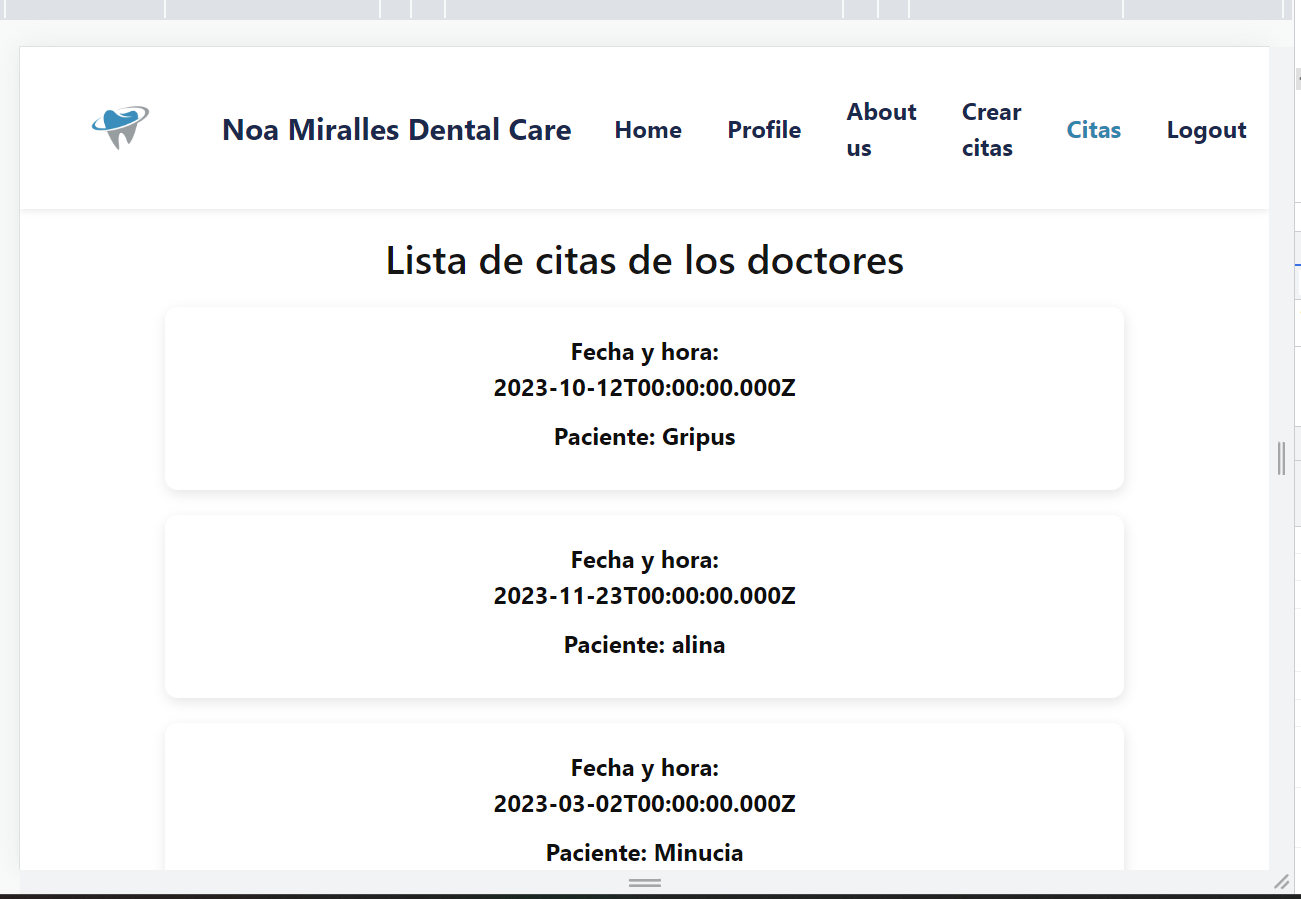 Noa Miralles Dental Care
Home
Profile
About
us
Crear
citas
Citas
Logout
Lista de citas de los doctores
Fecha y hora:
2023-10-12T00:00:00.000Z
Paciente: Gripus
Fecha y hora:
2023-11-23T00:00:00.000Z
Paciente: alina
Fecha y hora:
2023-03-02T00:00:00.000Z
Paciente: Minucia